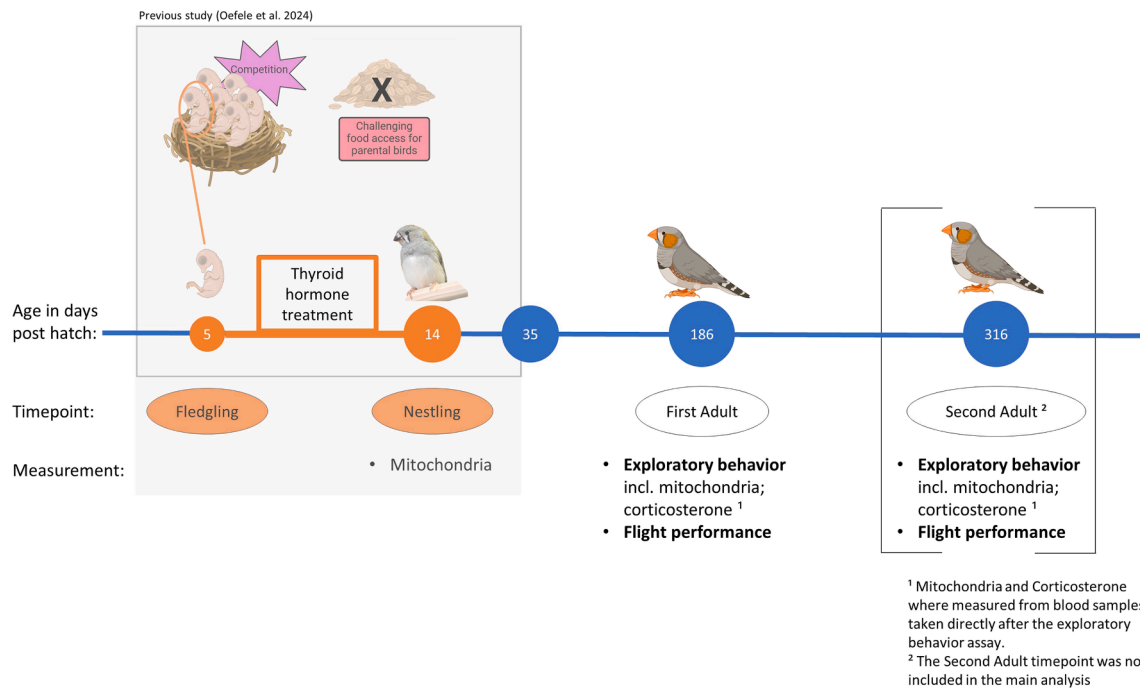 Previous study (Oefele et al. 2024)
Competition
X
Challenging
food access for
parental birds
Thyroid
hormone
treatment
Age in days
post hatch:
5
14
35
186
316
Timepoint:
Fledgling
Nestling
First Adult
Second Adult ²
Measurement:
• Mitochondria
• Exploratory behavior
incl. mitochondria;
corticosterone ¹
• Flight performance
• Exploratory behavior
incl. mitochondria;
corticosterone ¹
• Flight performance
¹ Mitochondria and Corticosterone
where measured from blood samples
taken directly after the exploratory
behavior assay.
² The Second Adult timepoint was no
included in the main analysis